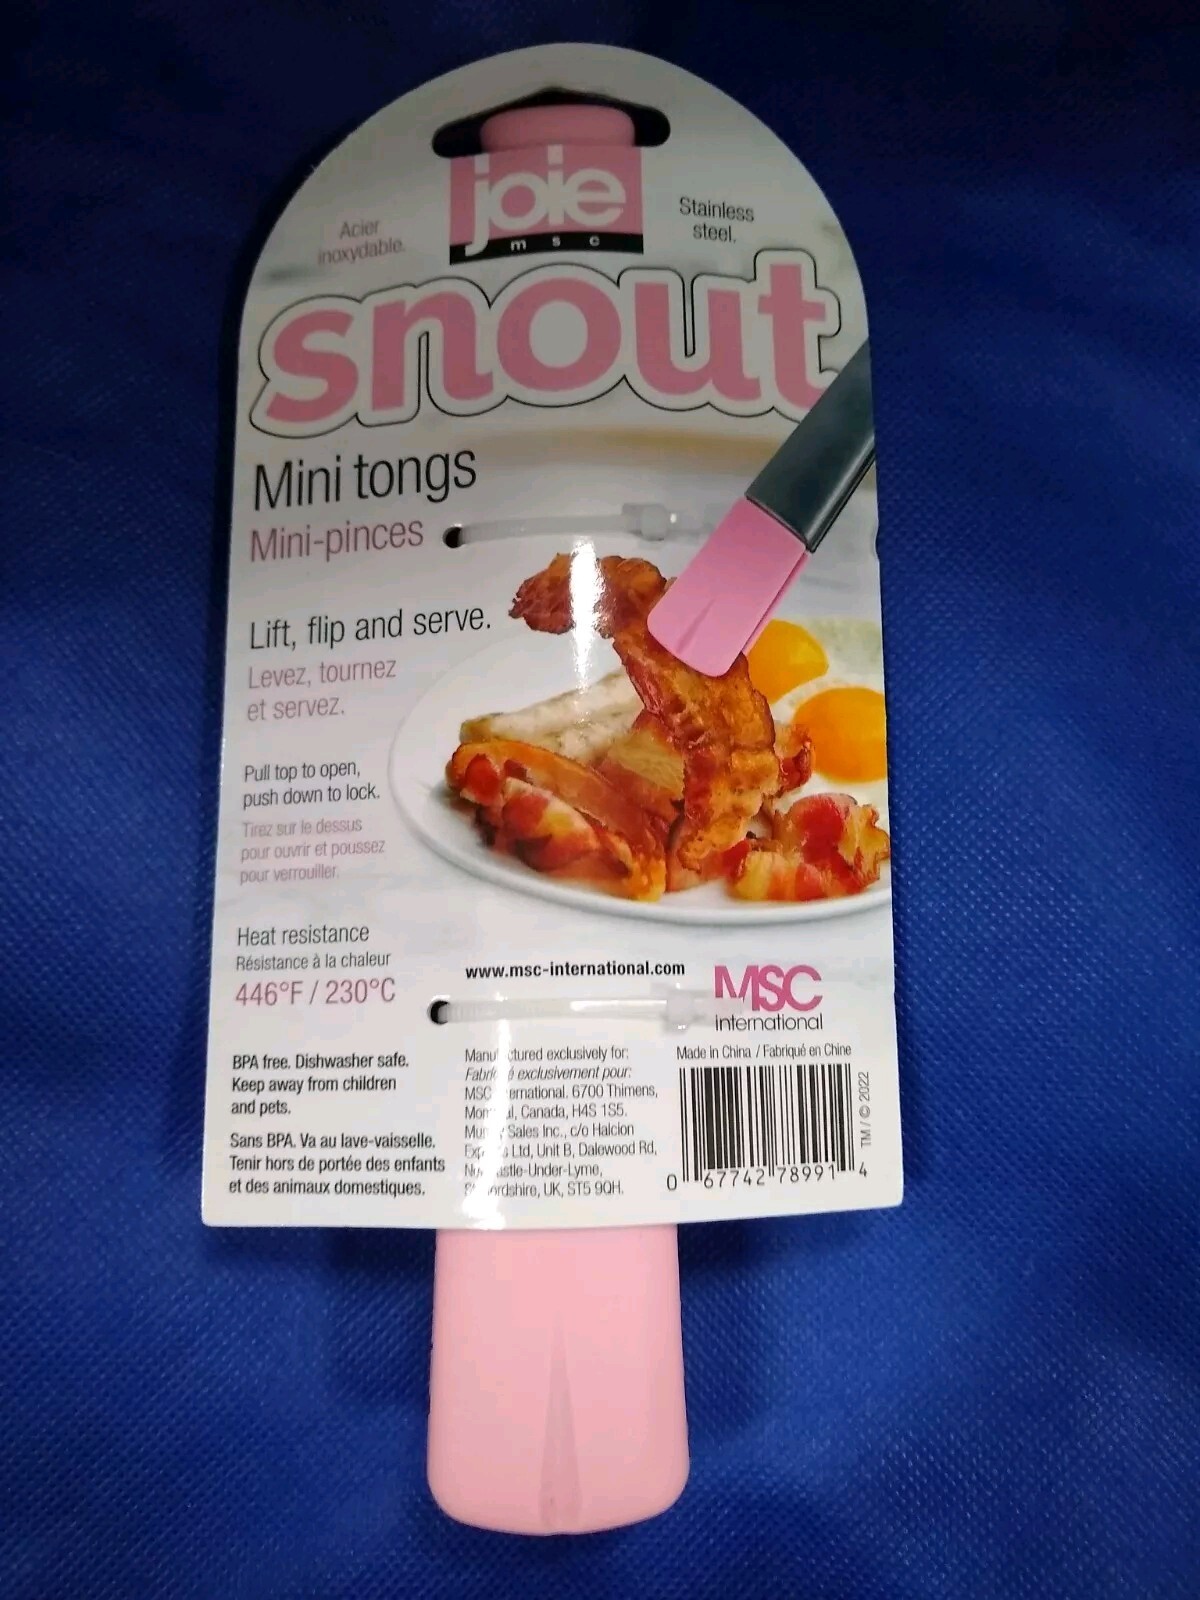 joie
msc
Acier
inoxydable.
Stainless
steel.
snout
Mini tongs
Mini-pinces
Lift, flip and serve.
Levez, tournez
et servez.
Pull top to open,
push down to lock.
Tirez sur le dessus
pour ouvrir et poussez
pour verrouiller.
Heat resistance
Résistance à la chaleur
446°F / 230°C
www.msc-international.com
MSC
international
BPA free. Dishwasher safe.
Keep away from children
and pets.
Sans BPA. Va au lave-vaisselle.
Tenir hors de portée des enfants
et des animaux domestiques.
exclusively for:
exclusivement pour:
MSC 6700 Thimens,
Canada, H4S 1S5.
Sales Inc., c/o Halcion
Ltd, Unit B, Dalewood Rd,
UK, ST5 9QH.
Made in China / Fabriqué en Chine
0 67742 78991 4
TM / © 2022